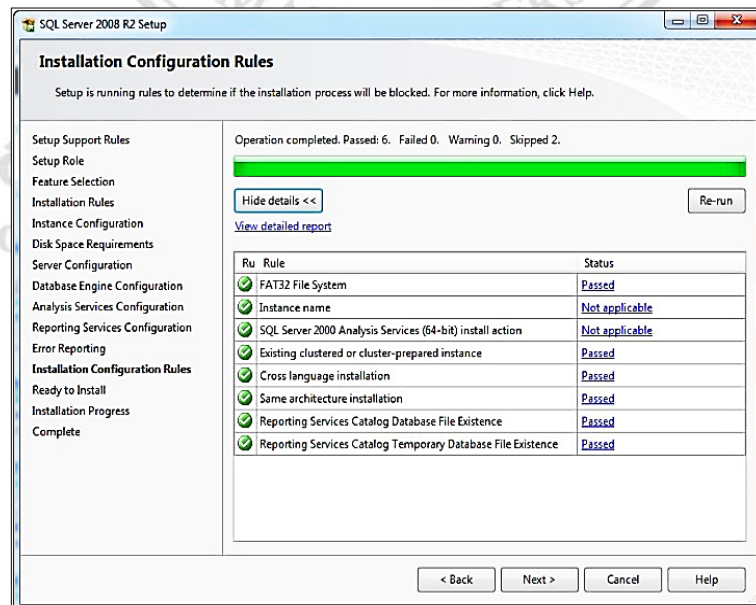 SQL Server 2008 R2 Setup
Installation Configuration Rules
Setup is running rules to determine if the installation process will be blocked. For more information, click Help.
Setup Support Rules
Setup Role
Feature Selection
Installation Rules
Instance Configuration
Disk Space Requirements
Server Configuration
Database Engine Configuration
Analysis Services Configuration
Reporting Services Configuration
Error Reporting
Installation Configuration Rules
Ready to Install
Installation Progress
Complete
Operation completed. Passed: 6. Failed 0. Warning 0. Skipped 2.
Hide details <<
Re-run
View detailed report
Ru Rule Status
FAT32 File System Passed
Instance name Not applicable
SQL Server 2000 Analysis Services (64-bit) install action Not applicable
Existing clustered or cluster-prepared instance Passed
Cross language installation Passed
Same architecture installation Passed
Reporting Services Catalog Database File Existence Passed
Reporting Services Catalog Temporary Database File Existence Passed
< Back Next > Cancel Help